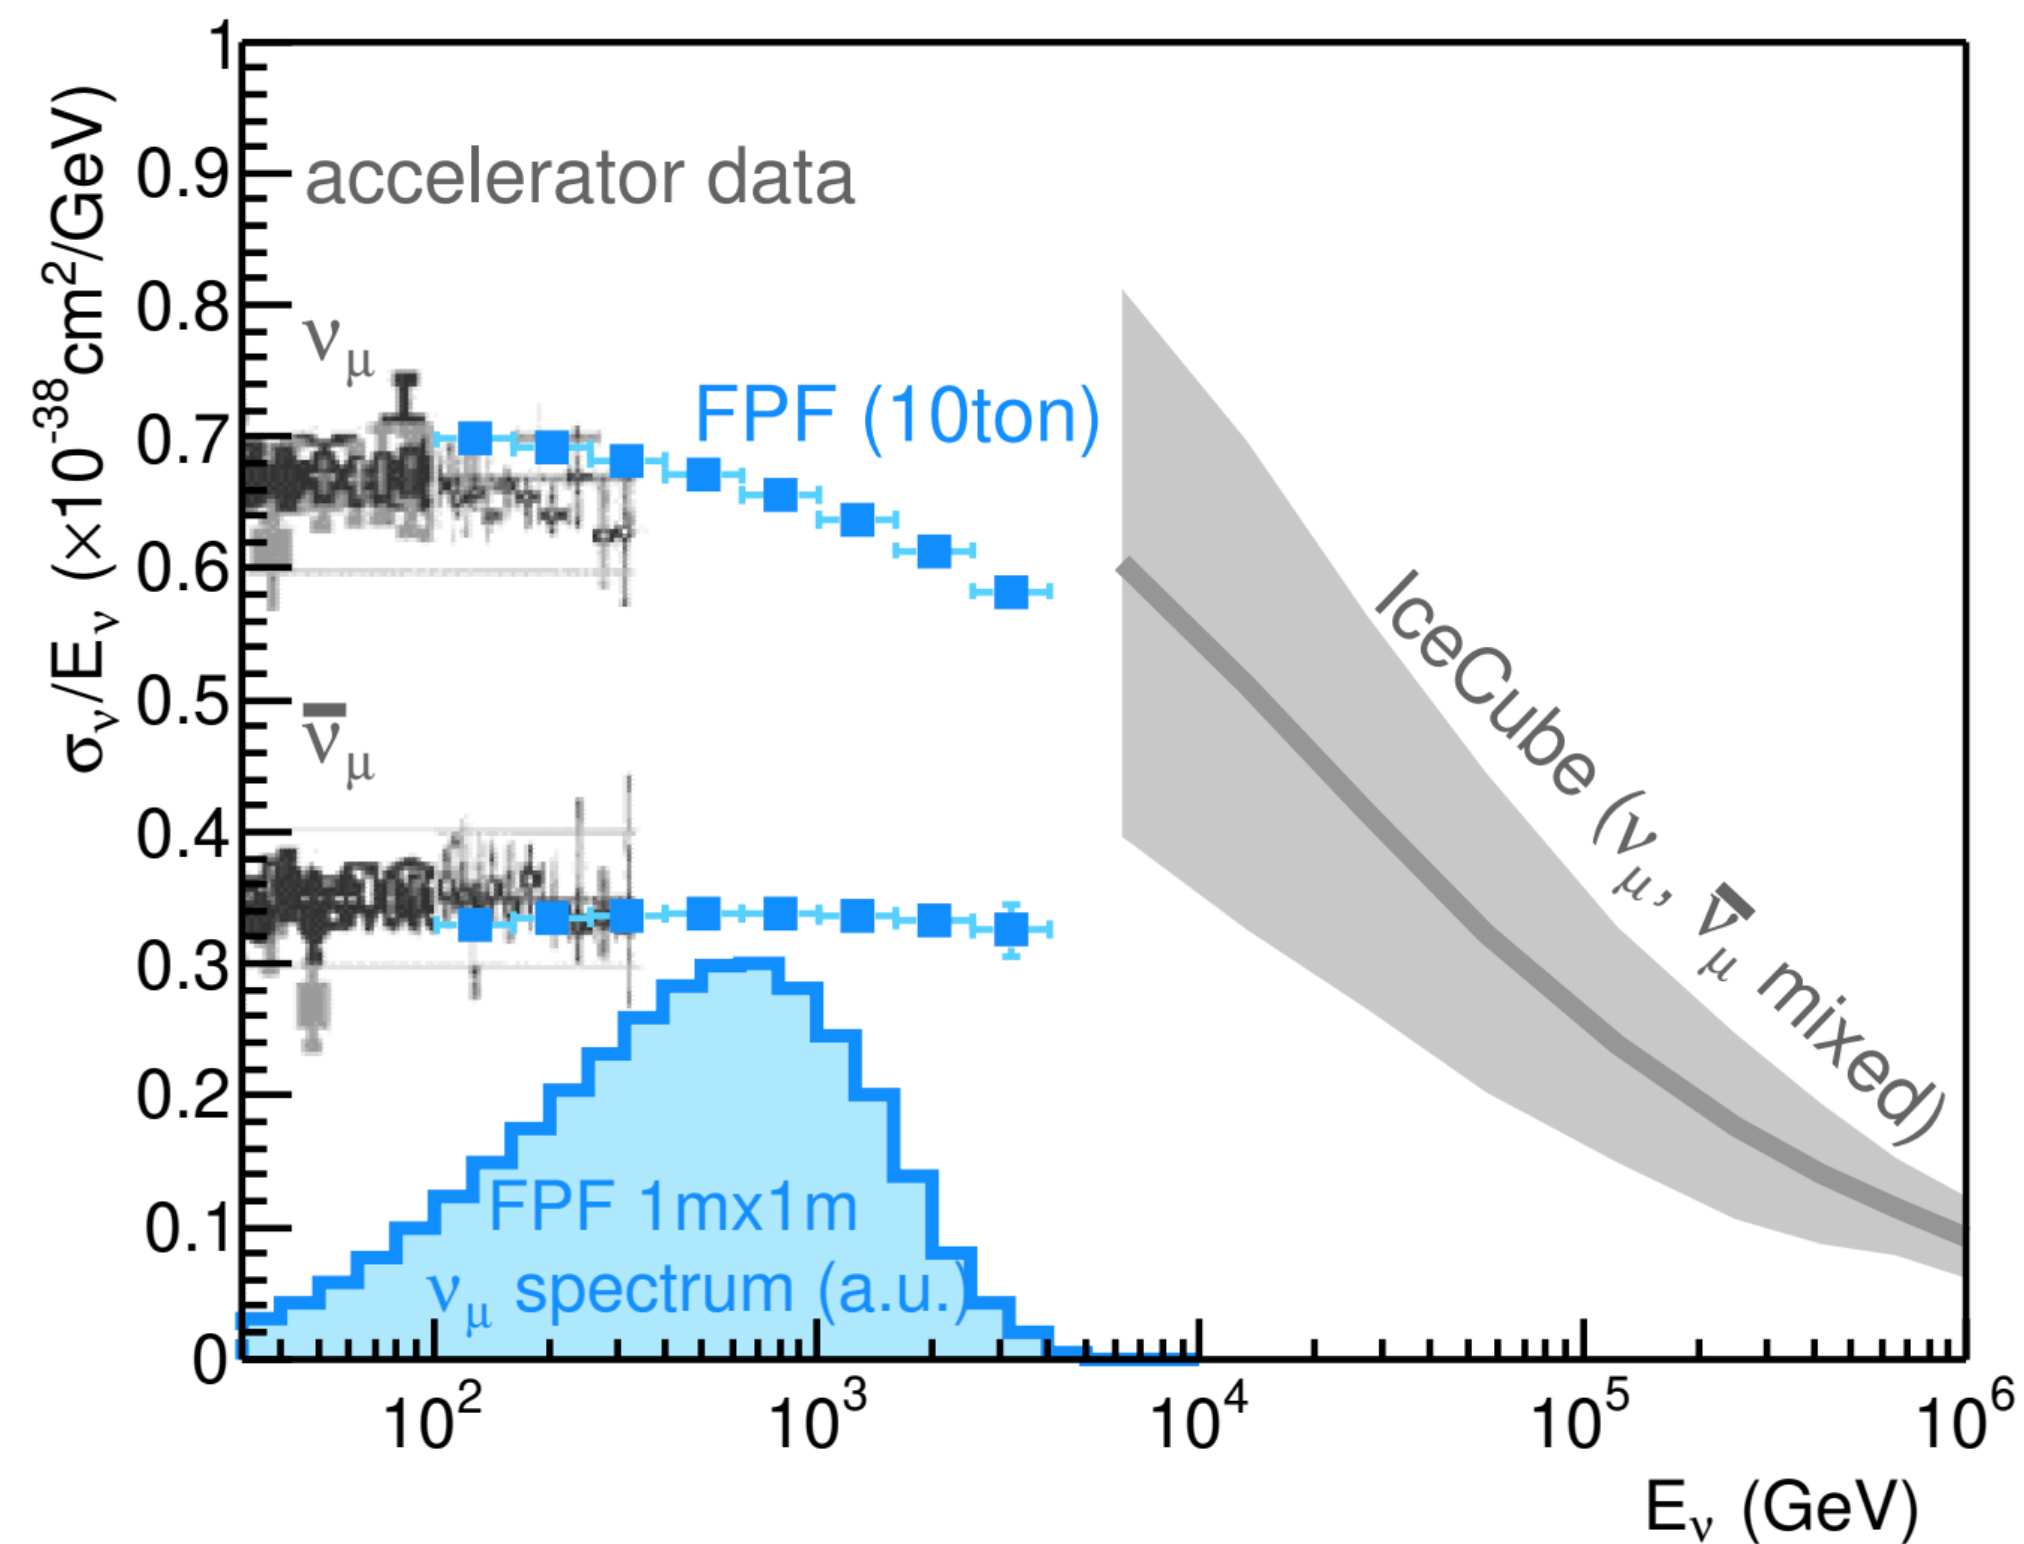 σν/Eν (×10⁻³⁸cm²/GeV)
1
0.9
0.8
0.7
0.6
0.5
0.4
0.3
0.2
0.1
0
accelerator data
νμ
FPF (10ton)
ν̅μ
IceCube (νμ, ν̅μ mixed)
FPF 1mx1m
νμ spectrum (a.u.)
10² 10³ 10⁴ 10⁵ 10⁶
Eν (GeV)